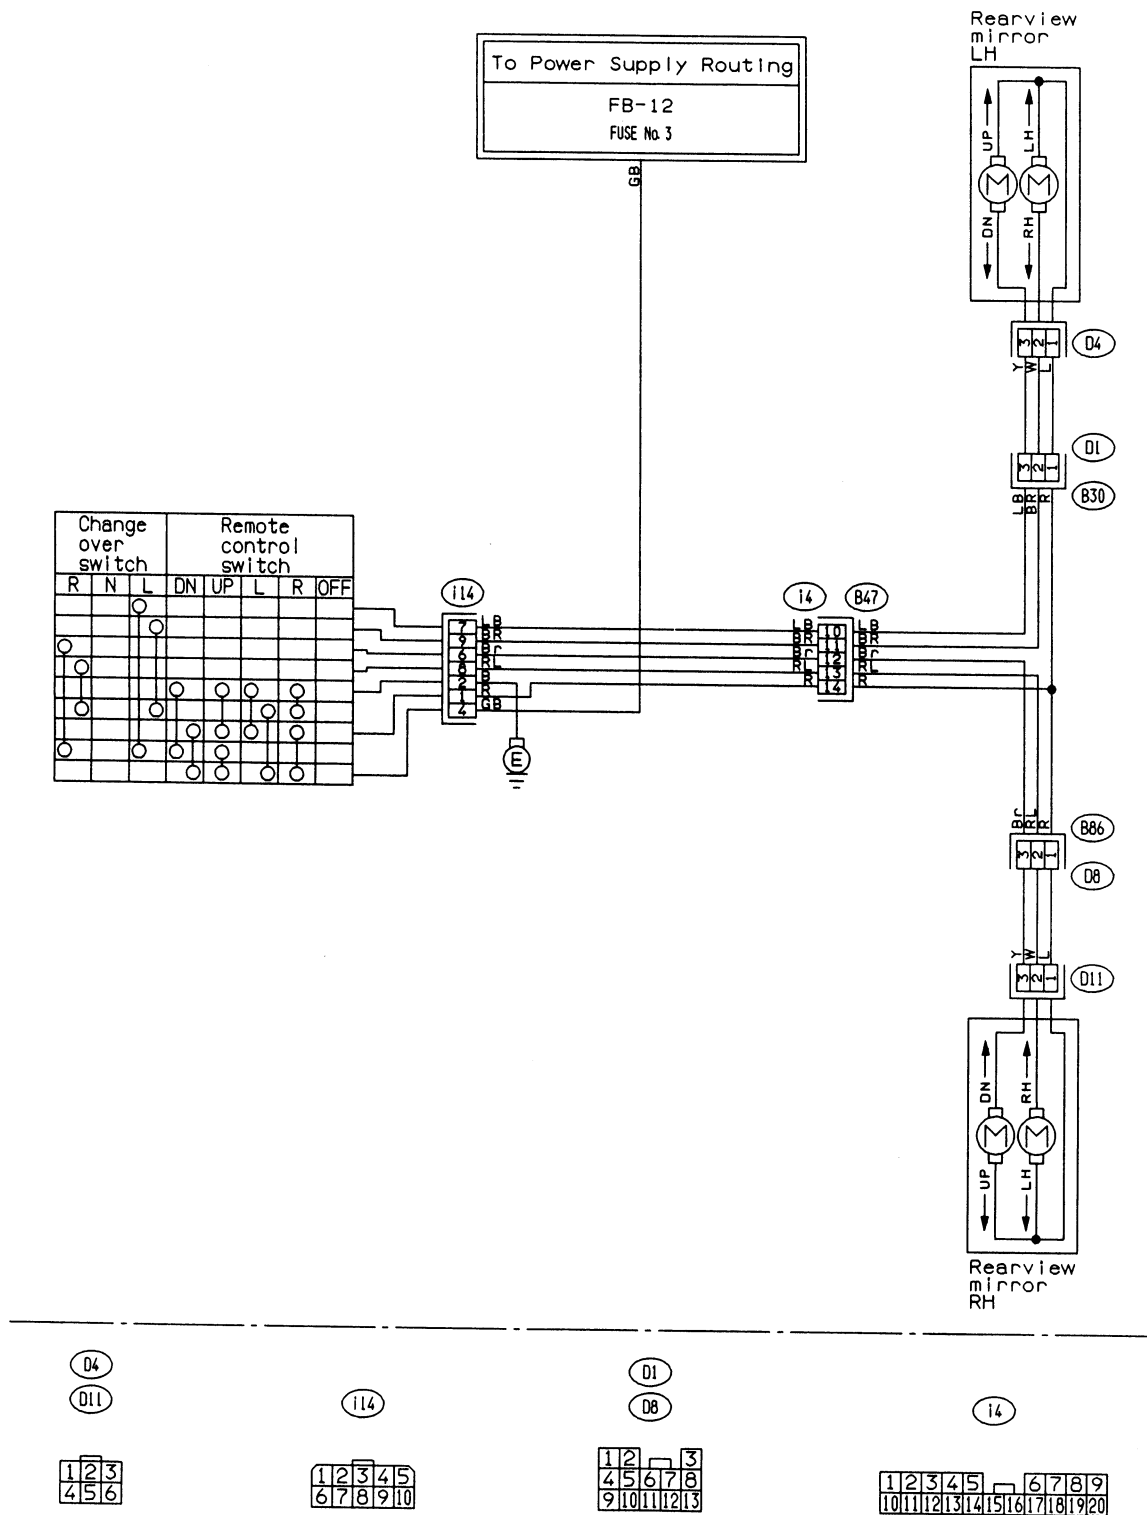 Rearview
mirror
LH
To Power Supply Routing
FB-12
FUSE No. 3
GB
UP
LH
M
M
DN
RH
3 2 1
D4
Y
W
L
D1
3 2 1
B30
LB
BR
R
Change
over
switch
Remote
control
switch
R N L DN UP L R OFF
i14
i4
B47
7 LB LB 10 LB
9 BR BR 11 BR
6 Br Br 12 Br
8 RL RL 13 RL
2 B
1 R R 14 R
4 GB
E
Br
RL
R
B86
3 2 1
D8
Y
W
L
3 2 1
D11
DN
RH
M
M
UP
LH
Rearview
mirror
RH
D4
D11
i14
D1
D8
i4
1 2 3
4 5 6
1 2 3 4 5
6 7 8 9 10
1 2 3
4 5 6 7 8
9 10 11 12 13
1 2 3 4 5 6 7 8 9
10 11 12 13 14 15 16 17 18 19 20